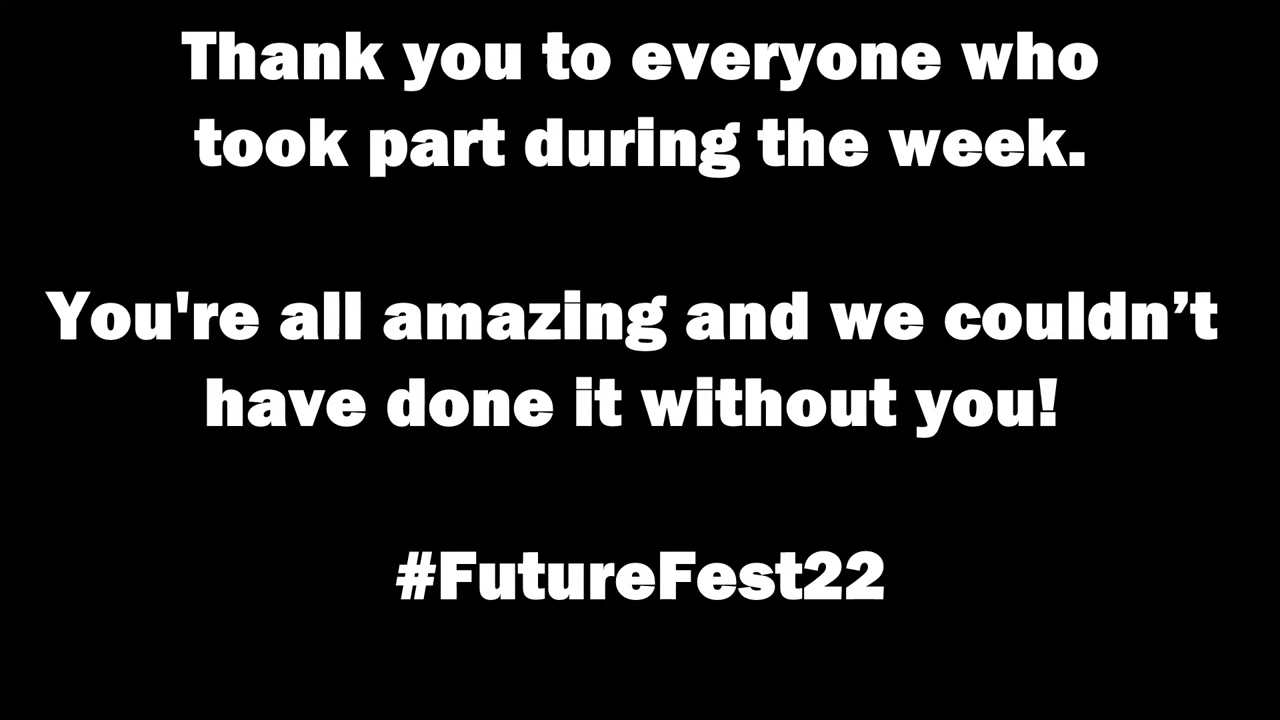 Thank you to everyone who
took part during the week.
You're all amazing and we couldn’t
have done it without you!
#FutureFest22